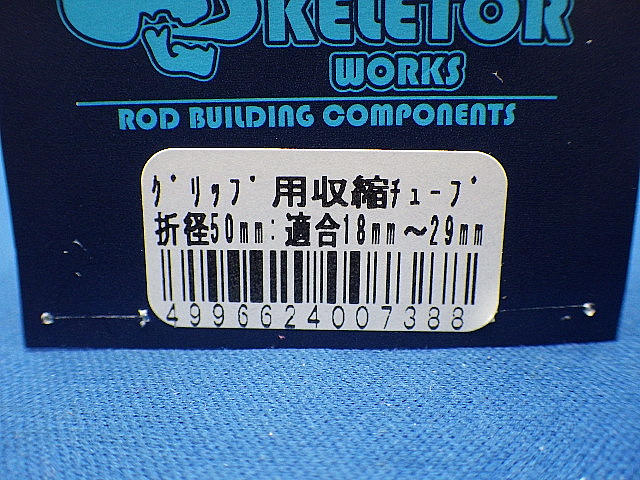 SKELETOR
WORKS
ROD BUILDING COMPONENTS
ｸﾞﾘｯﾌﾟ用収縮ﾁｭｰﾌﾞ
折径50mm:適合18mm～29mm
4996624007388